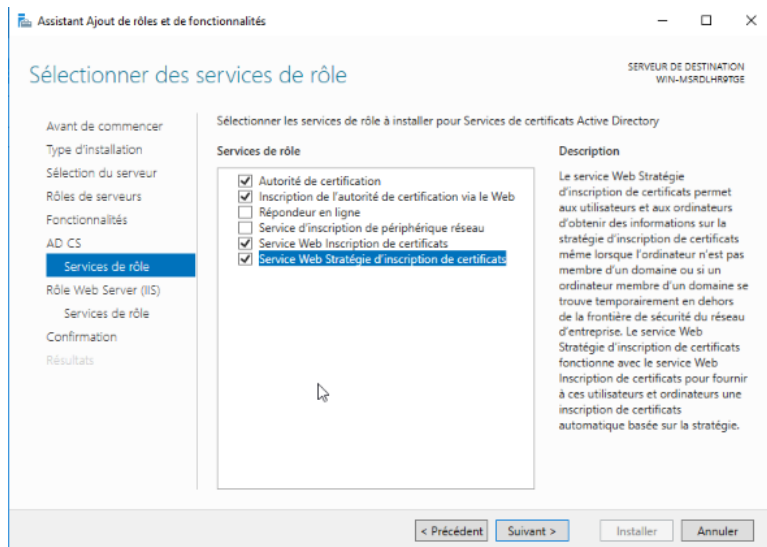 Assistant Ajout de rôles et de fonctionnalités
Sélectionner des services de rôle
SERVEUR DE DESTINATION
WIN-MSRDLHR9TGE
Avant de commencer
Type d'installation
Sélection du serveur
Rôles de serveurs
Fonctionnalités
AD CS
Services de rôle
Rôle Web Server (IIS)
Services de rôle
Confirmation
Résultats
Sélectionner les services de rôle à installer pour Services de certificats Active Directory
Services de rôle
Autorité de certification
Inscription de l'autorité de certification via le Web
Répondeur en ligne
Service d'inscription de périphérique réseau
Service Web Inscription de certificats
Service Web Stratégie d'inscription de certificats
Description
Le service Web Stratégie
d'inscription de certificats permet
aux utilisateurs et aux ordinateurs
d'obtenir des informations sur la
stratégie d'inscription de certificats
même lorsque l'ordinateur n'est pas
membre d'un domaine ou si un
ordinateur membre d'un domaine se
trouve temporairement en dehors
de la frontière de sécurité du réseau
d'entreprise. Le service Web
Stratégie d'inscription de certificats
fonctionne avec le service Web
Inscription de certificats pour fournir
à ces utilisateurs et ordinateurs une
inscription de certificats
automatique basée sur la stratégie.
< Précédent
Suivant >
Installer
Annuler